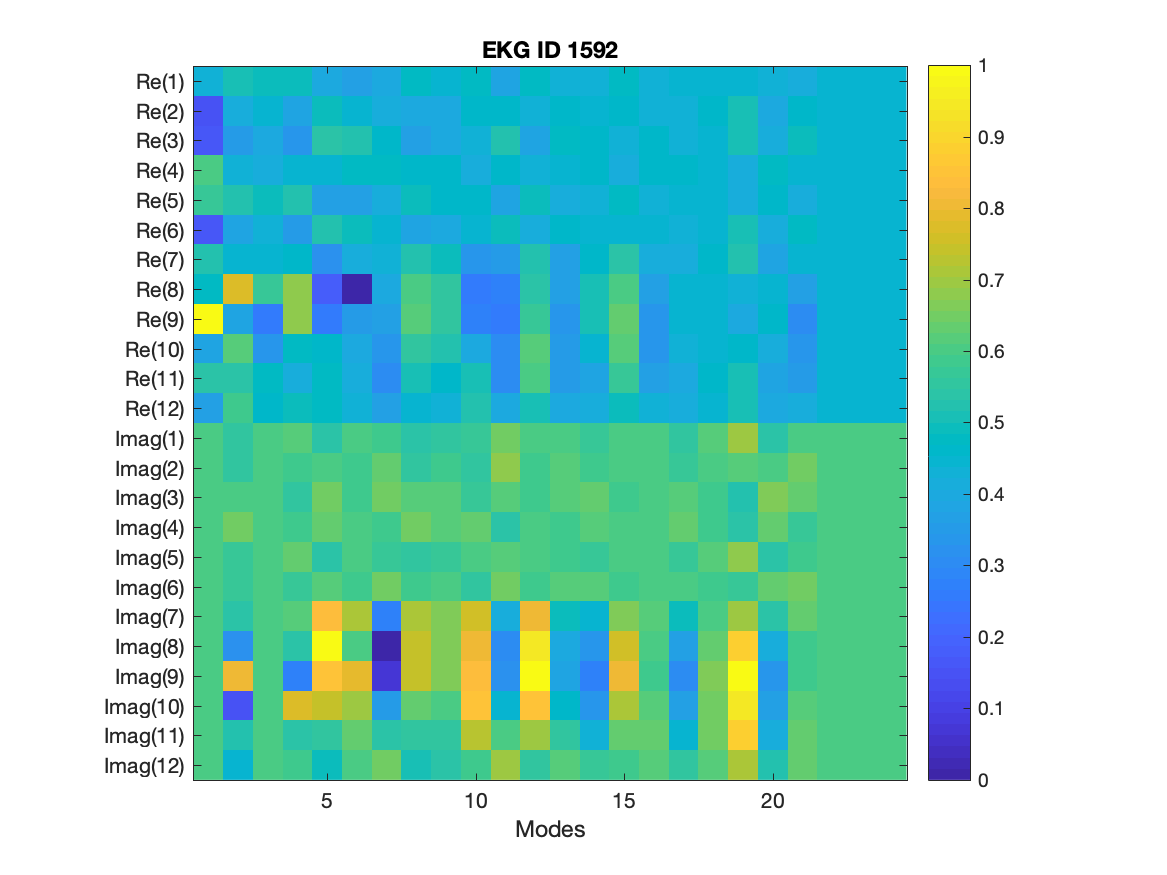 EKG ID 1592
Re(1)
Re(2)
Re(3)
Re(4)
Re(5)
Re(6)
Re(7)
Re(8)
Re(9)
Re(10)
Re(11)
Re(12)
Imag(1)
Imag(2)
Imag(3)
Imag(4)
Imag(5)
Imag(6)
Imag(7)
Imag(8)
Imag(9)
Imag(10)
Imag(11)
Imag(12)
5 10 15 20
Modes
1
0.9
0.8
0.7
0.6
0.5
0.4
0.3
0.2
0.1
0